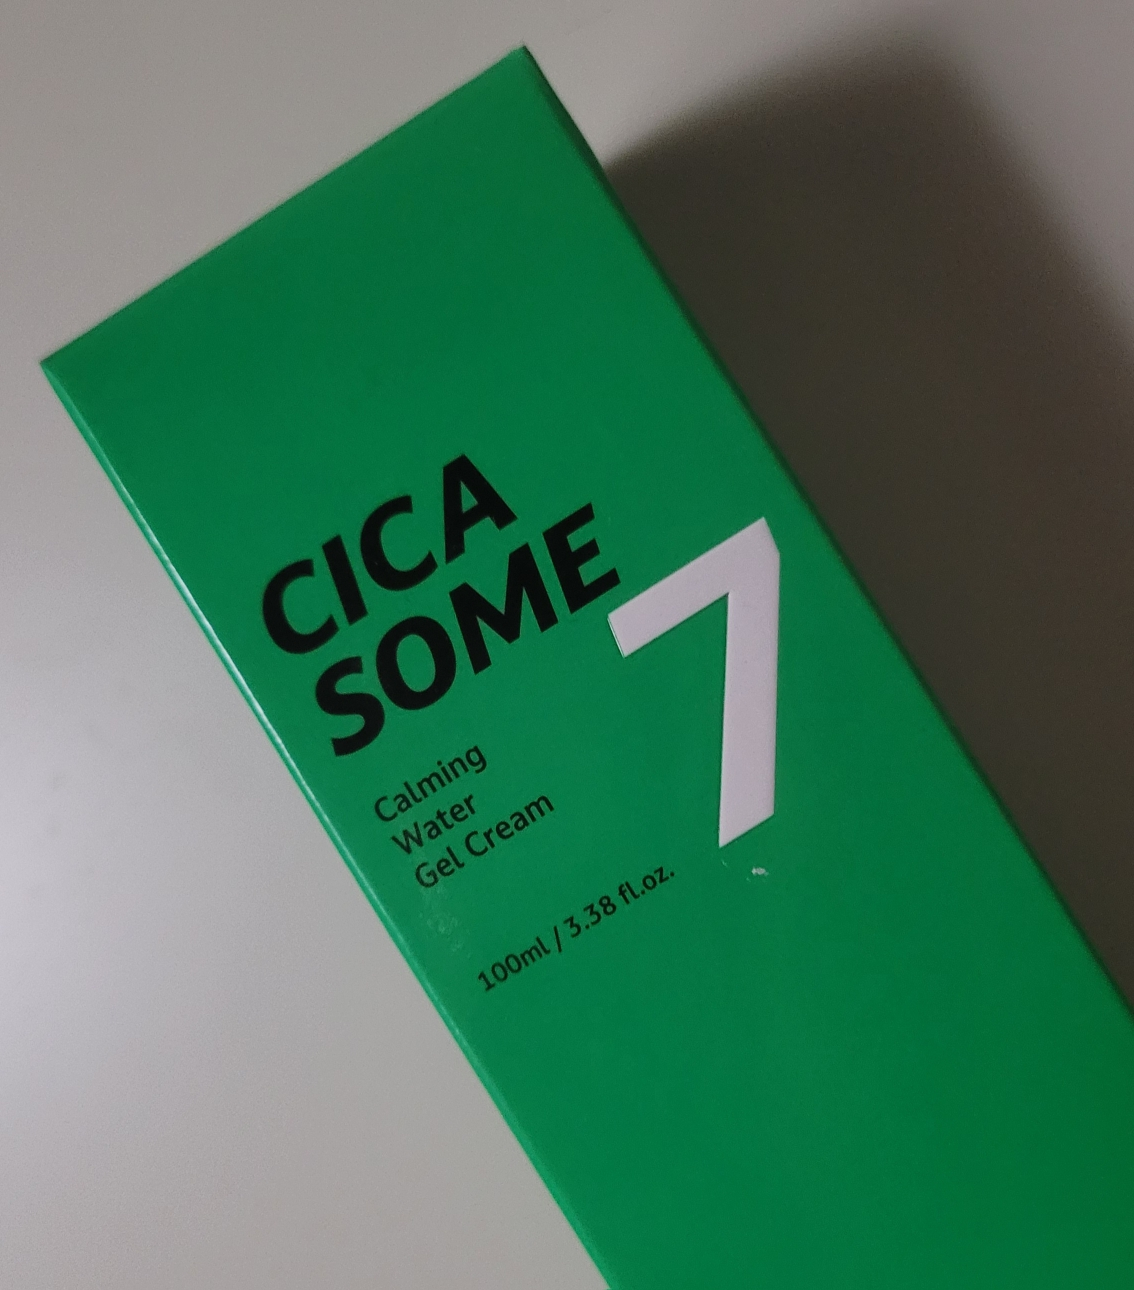 CICA
SOME
7
Calming
Water
Gel Cream
100ml / 3.38 fl.oz.